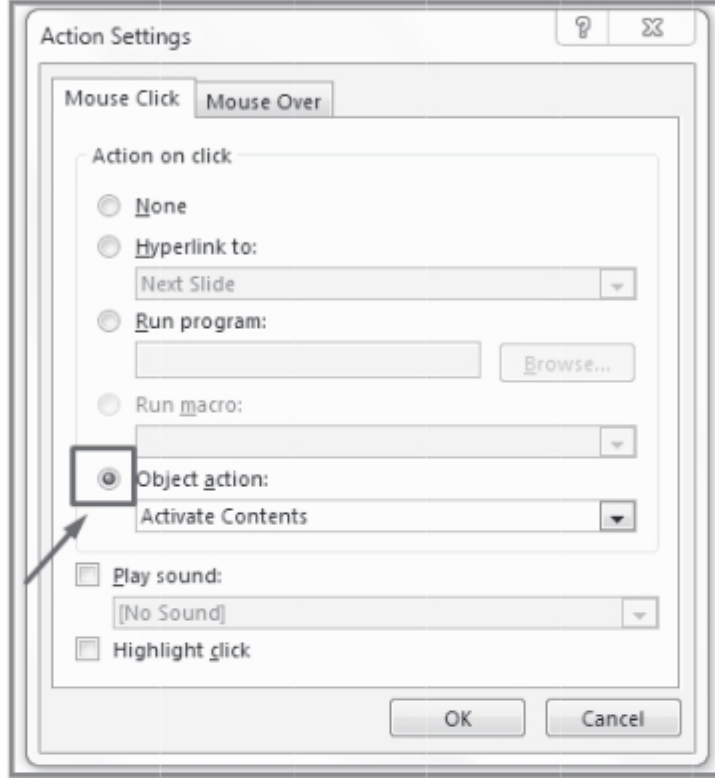 Action Settings
Mouse Click Mouse Over
Action on click
None
Hyperlink to:
Next Slide
Run program:
Browse...
Run macro:
Object action:
Activate Contents
Play sound:
[No Sound]
Highlight click
OK Cancel